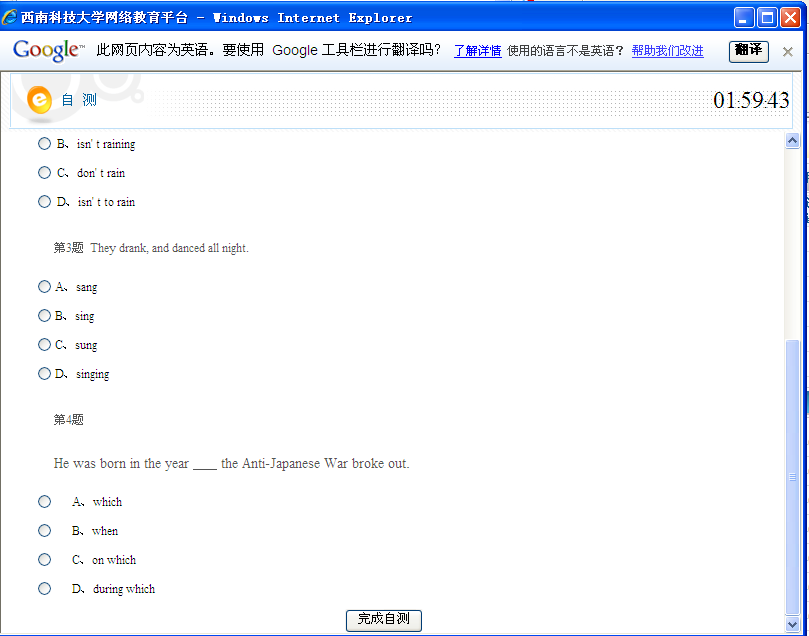 西南科技大学网络教育平台 - Windows Internet Explorer
Google™ 此网页内容为英语。要使用 Google 工具栏进行翻译吗? 了解详情 使用的语言不是英语? 帮助我们改进 翻译
e 自 测 01:59:43
B、isn' t raining
C、don' t rain
D、isn' t to rain
第3题 They drank, and danced all night.
A、sang
B、sing
C、sung
D、singing
第4题
He was born in the year ____ the Anti-Japanese War broke out.
A、which
B、when
C、on which
D、during which
完成自测